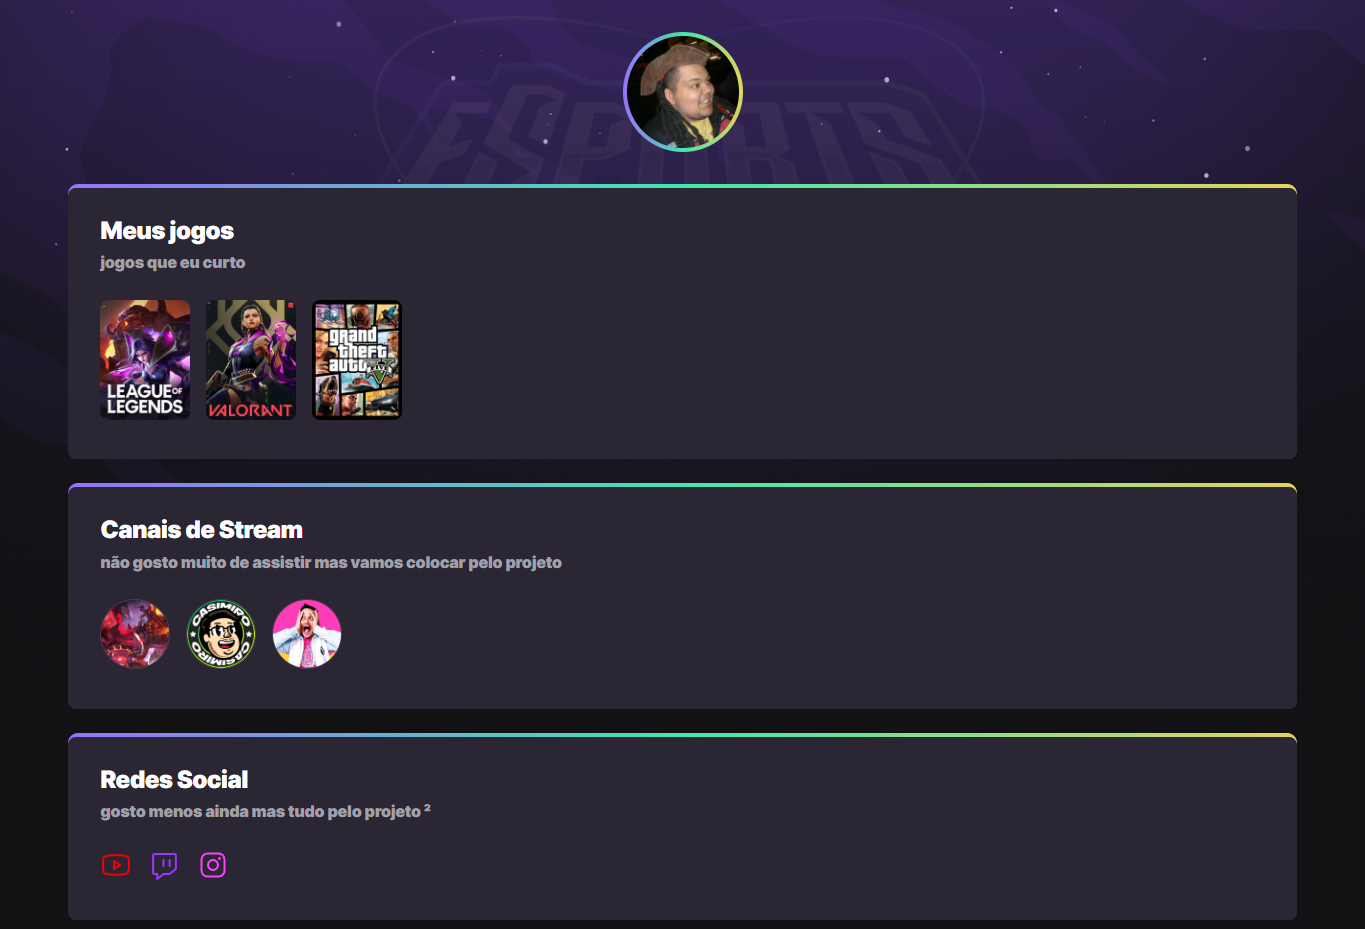 ESPORTS
Meus jogos
jogos que eu curto
LEAGUE OF
LEGENDS
VALORANT
grand
theft
auto V
FIVE
Canais de Stream
não gosto muito de assistir mas vamos colocar pelo projeto
CASIMIRO
CASIMIRO
Redes Social
gosto menos ainda mas tudo pelo projeto ²